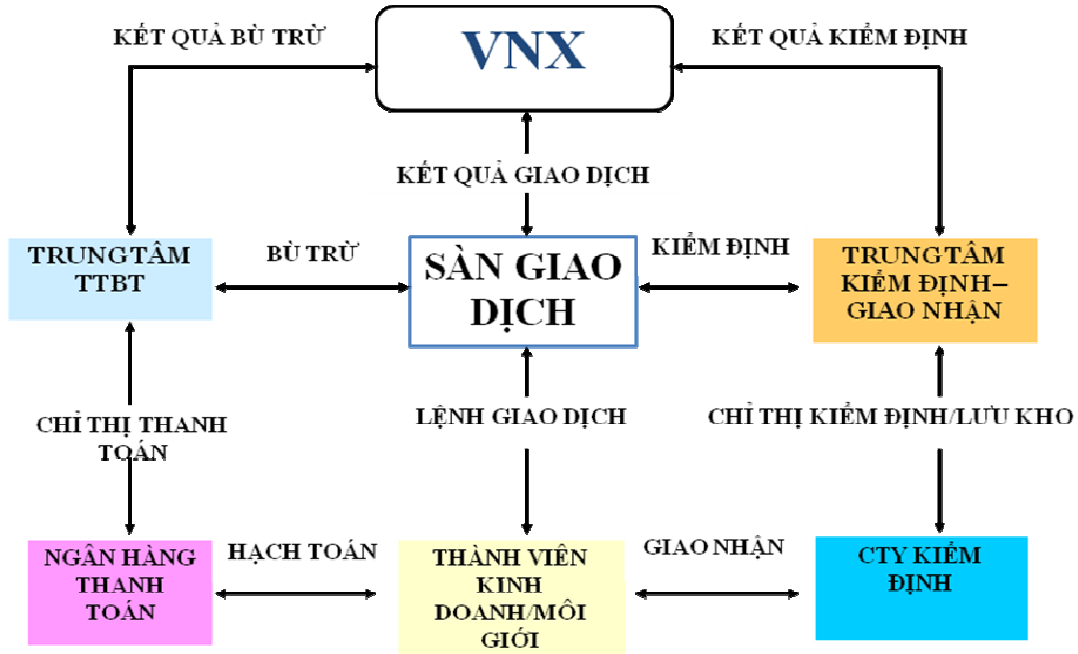 KẾT QUẢ BÙ TRỪ
VNX
KẾT QUẢ KIỂM ĐỊNH
KẾT QUẢ GIAO DỊCH
TRUNG TÂM
TTBT
BÙ TRỪ
SÀN GIAO
DỊCH
KIỂM ĐỊNH
TRUNG TÂM
KIỂM ĐỊNH–
GIAO NHẬN
CHỈ THỊ THANH
TOÁN
LỆNH GIAO DỊCH
CHỈ THỊ KIỂM ĐỊNH/LƯU KHO
NGÂN HÀNG
THANH
TOÁN
HẠCH TOÁN
THÀNH VIÊN
KINH
DOANH/MÔI
GIỚI
GIAO NHẬN
CTY KIỂM
ĐỊNH